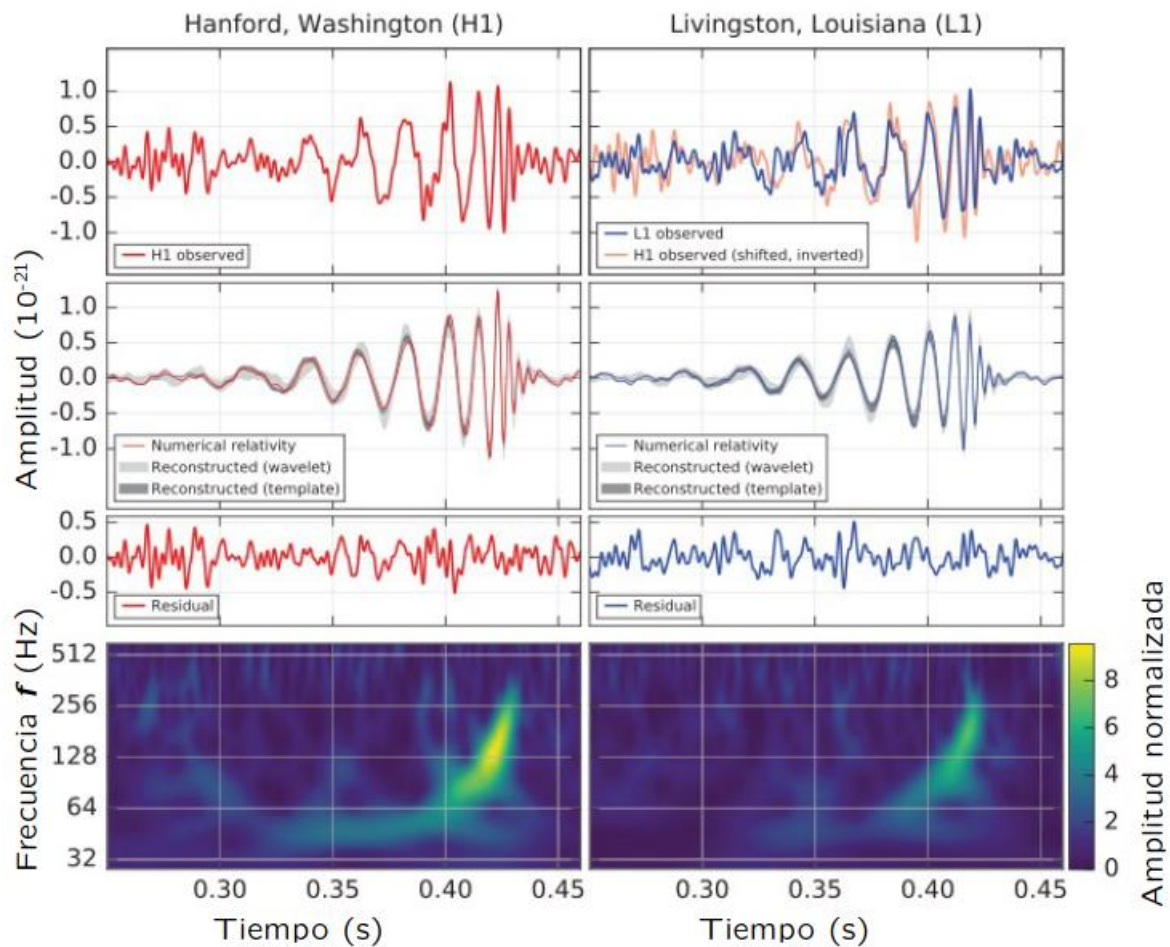 Hanford, Washington (H1)
Livingston, Louisiana (L1)
1.0
0.5
0.0
-0.5
-1.0
H1 observed
L1 observed
H1 observed (shifted, inverted)
Amplitud (10⁻²¹)
1.0
0.5
0.0
-0.5
-1.0
Numerical relativity
Reconstructed (wavelet)
Reconstructed (template)
Numerical relativity
Reconstructed (wavelet)
Reconstructed (template)
0.5
0.0
-0.5
Residual
Residual
Frecuencia f (Hz)
512
256
128
64
32
0.30
0.35
0.40
0.45
0.30
0.35
0.40
0.45
Tiempo (s)
Tiempo (s)
8
6
4
2
0
Amplitud normalizada